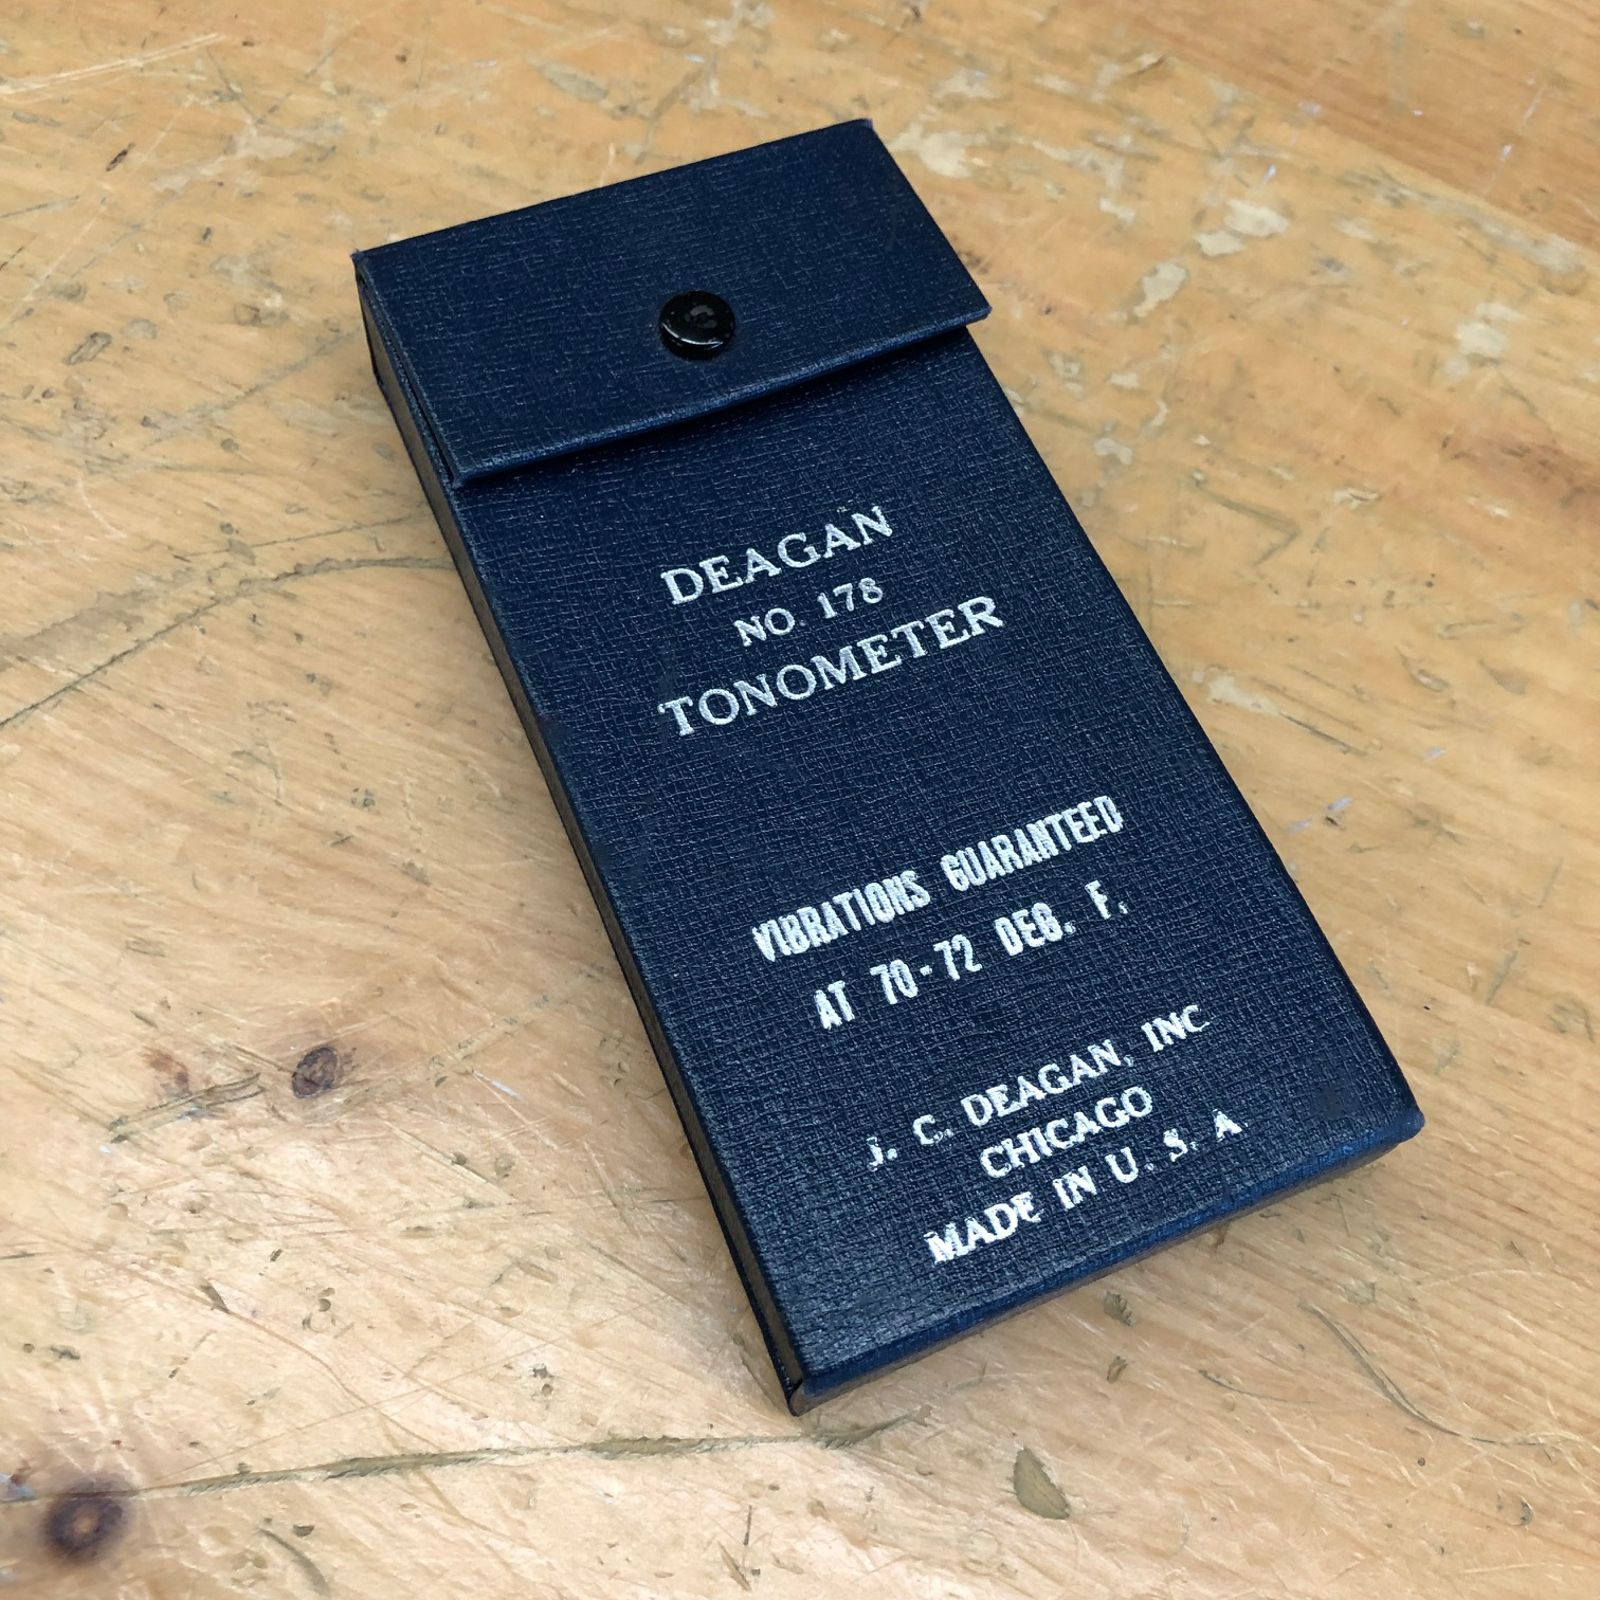 DEAGAN
NO. 178
TONOMETER
VIBRATIONS GUARANTEED
AT 70-72 DEG. F.
J. C. DEAGAN, INC
CHICAGO
MADE IN U. S. A.